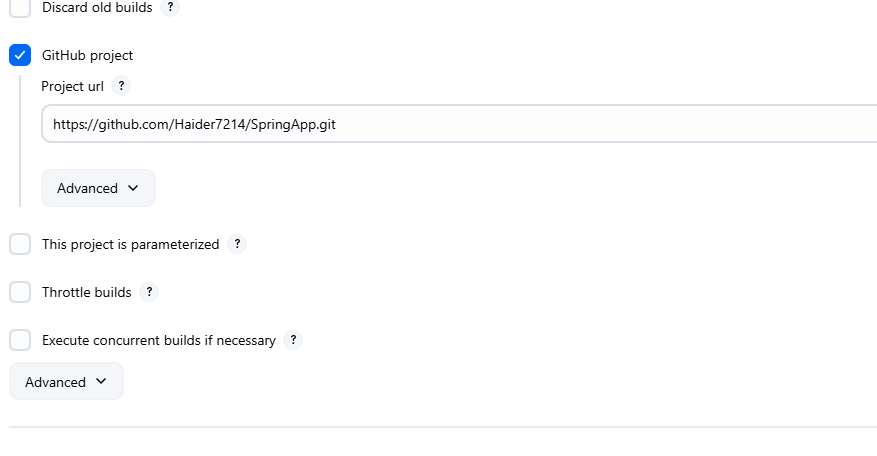 Discard old builds ?
GitHub project
Project url ?
https://github.com/Haider7214/SpringApp.git
Advanced
This project is parameterized ?
Throttle builds ?
Execute concurrent builds if necessary ?
Advanced